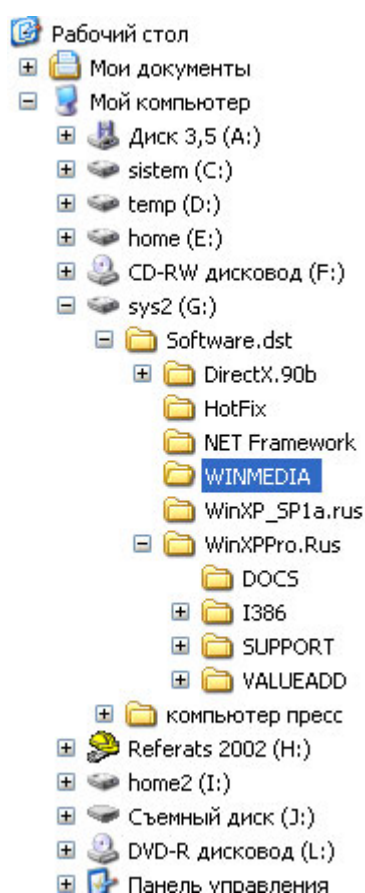 Рабочий стол
Мои документы
Мой компьютер
Диск 3,5 (A:)
sistem (C:)
temp (D:)
home (E:)
CD-RW дисковод (F:)
sys2 (G:)
Software.dst
DirectX.90b
HotFix
NET Framework
WINMEDIA
WinXP_SP1a.rus
WinXPPro.Rus
DOCS
I386
SUPPORT
VALUEADD
компьютер пресс
Referats 2002 (H:)
home2 (I:)
Съемный диск (J:)
DVD-R дисковод (L:)
Панель управления